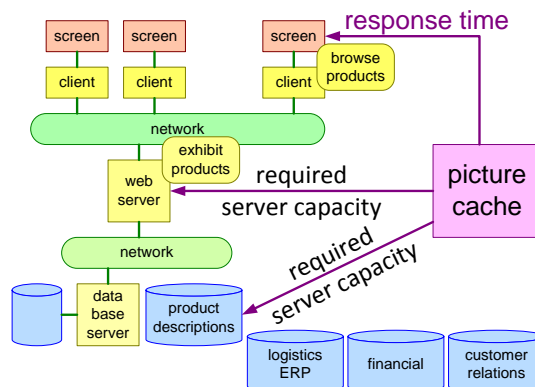 response time
screen
screen
screen
client
client
client
browse
products
network
exhibit
products
web
server
required
server capacity
picture
cache
network
required
server capacity
data
base
server
product
descriptions
logistics
ERP
financial
customer
relations